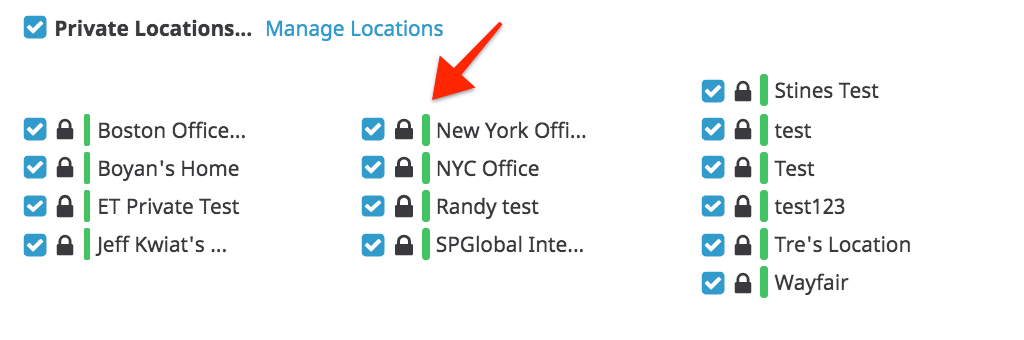 Private Locations... Manage Locations
Boston Office...
Boyan's Home
ET Private Test
Jeff Kwiat's ...
New York Offi...
NYC Office
Randy test
SPGlobal Inte...
Stines Test
test
Test
test123
Tre's Location
Wayfair